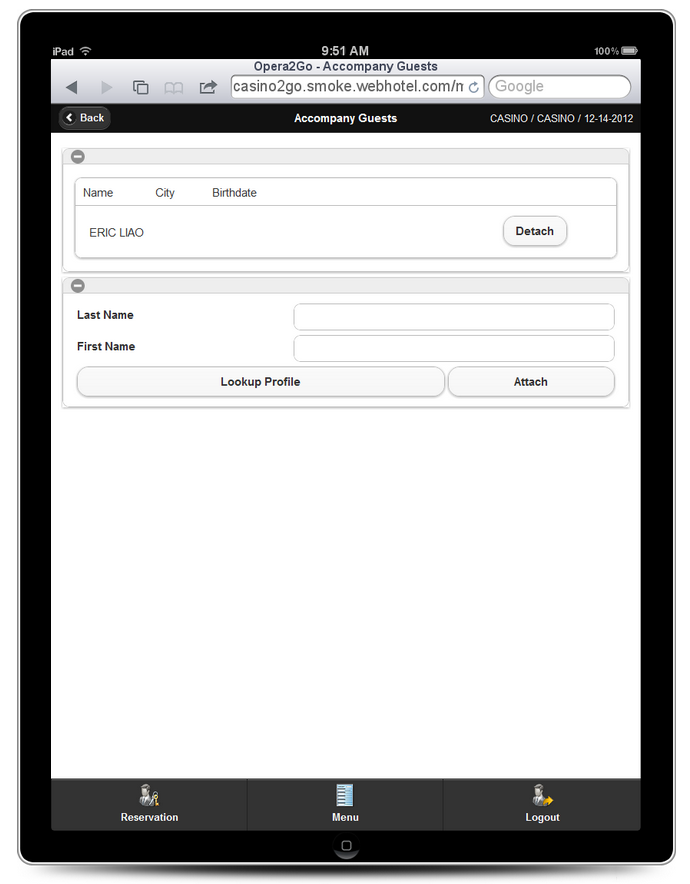 iPad 9:51 AM 100%
Opera2Go - Accompany Guests
casino2go.smoke.webhotel.com/m Google
Back Accompany Guests CASINO / CASINO / 12-14-2012
Name City Birthdate
ERIC LIAO Detach
Last Name
First Name
Lookup Profile Attach
Reservation Menu Logout